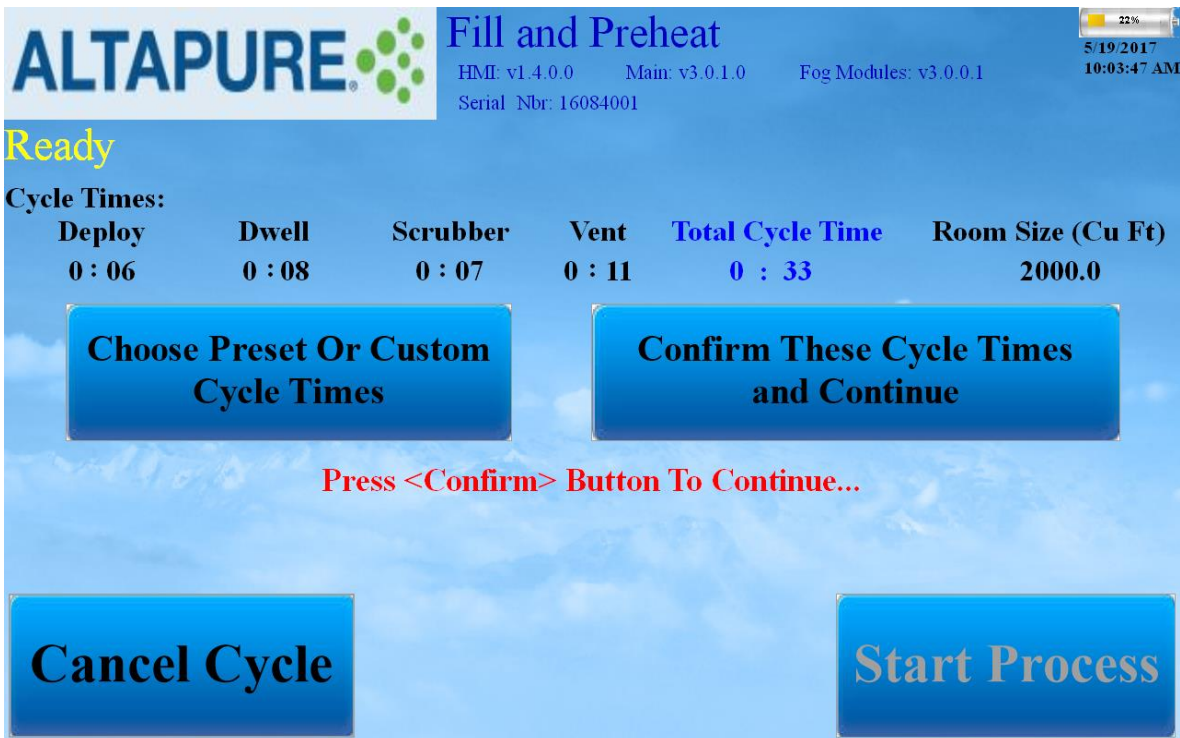 ALTAPURE®
Fill and Preheat
22%
5/19/2017
10:03:47 AM
HMI: v1.4.0.0 Main: v3.0.1.0 Fog Modules: v3.0.0.1
Serial Nbr: 16084001
Ready
Cycle Times:
Deploy Dwell Scrubber Vent Total Cycle Time Room Size (Cu Ft)
0 : 06 0 : 08 0 : 07 0 : 11 0 : 33 2000.0
Choose Preset Or Custom
Cycle Times
Confirm These Cycle Times
and Continue
Press <Confirm> Button To Continue...
Cancel Cycle
Start Process